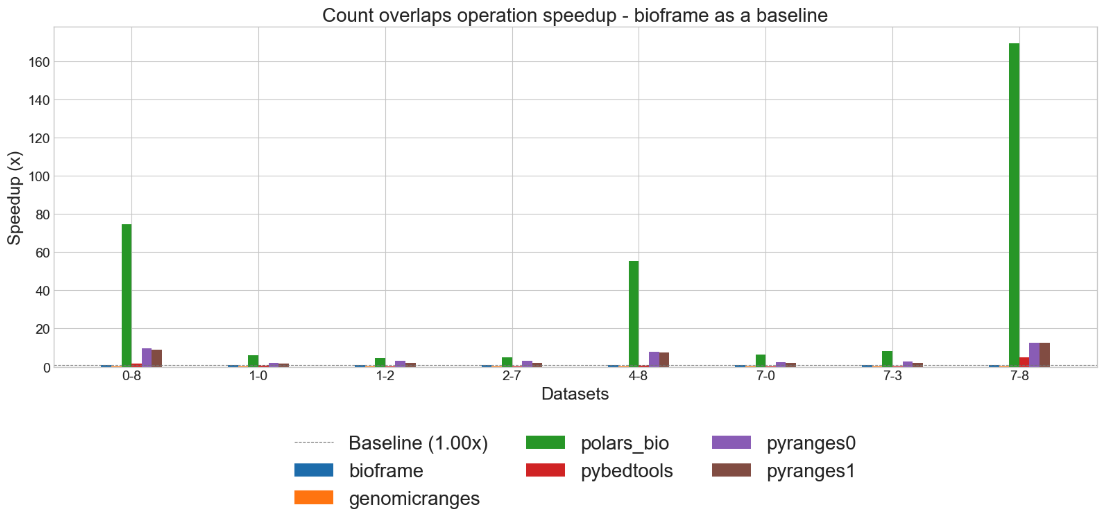 Count overlaps operation speedup - bioframe as a baseline
Speedup (x)
160
140
120
100
80
60
40
20
0
0-8 1-0 1-2 2-7 4-8 7-0 7-3 7-8
Datasets
Baseline (1.00x) polars_bio pyranges0
bioframe pybedtools pyranges1
genomicranges